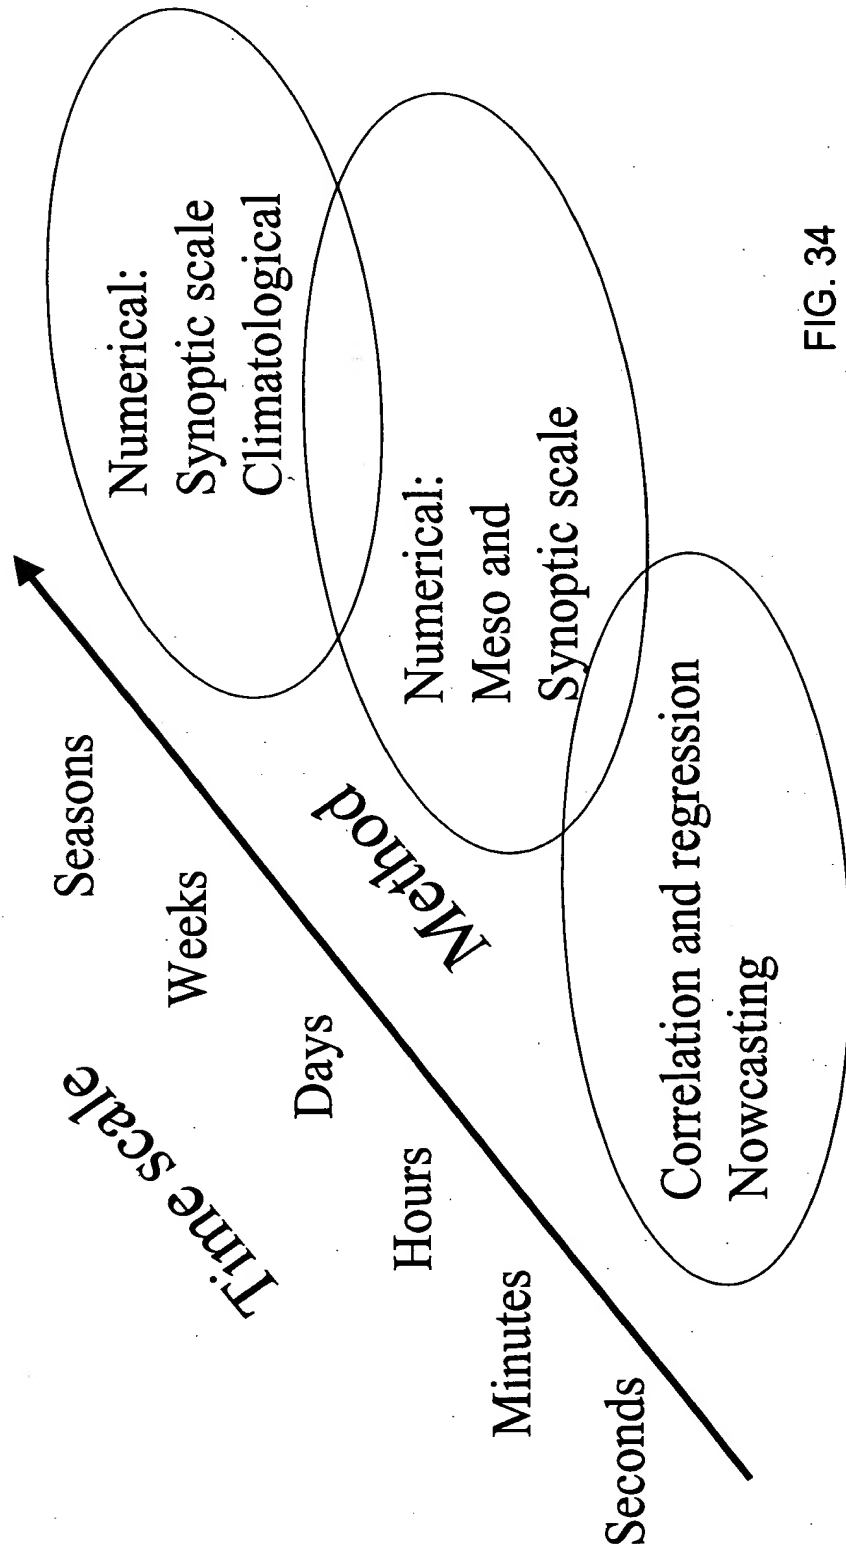 Time scale
Seconds
Minutes
Hours
Days
Weeks
Seasons
Method
Numerical:
Synoptic scale
Climatological
Numerical:
Meso and
Synoptic scale
Correlation and regression
Nowcasting
FIG. 34